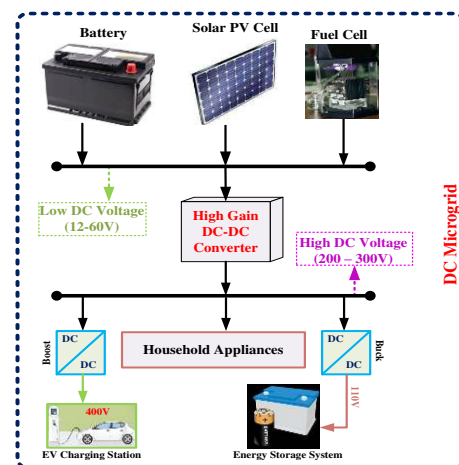 Battery
Solar PV Cell
Fuel Cell
Low DC Voltage
(12-60V)
High Gain
DC-DC
Converter
High DC Voltage
(200 – 300V)
DC Microgrid
Boost
DC
DC
Household Appliances
DC
DC
Buck
110V
400V
EV Charging Station
Energy Storage System